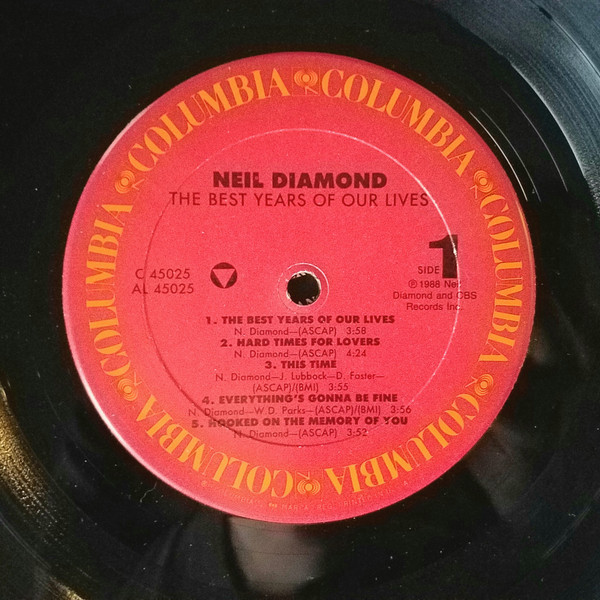 COLUMBIA COLUMBIA COLUMBIA COLUMBIA COLUMBIA COLUMBIA
NEIL DIAMOND
THE BEST YEARS OF OUR LIVES
C 45025
AL 45025
SIDE 1
℗ 1988 Neil
Diamond and CBS
Records Inc.
1. THE BEST YEARS OF OUR LIVES
N. Diamond—(ASCAP) 3:58
2. HARD TIMES FOR LOVERS
N. Diamond—(ASCAP) 4:24
3. THIS TIME
N. Diamond—J. Lubbock—D. Foster—
(ASCAP)/(BMI) 3:55
4. EVERYTHING'S GONNA BE FINE
N. Diamond—W.D. Parks—(ASCAP)/(BMI) 3:56
5. HOOKED ON THE MEMORY OF YOU
N. Diamond—(ASCAP) 3:52